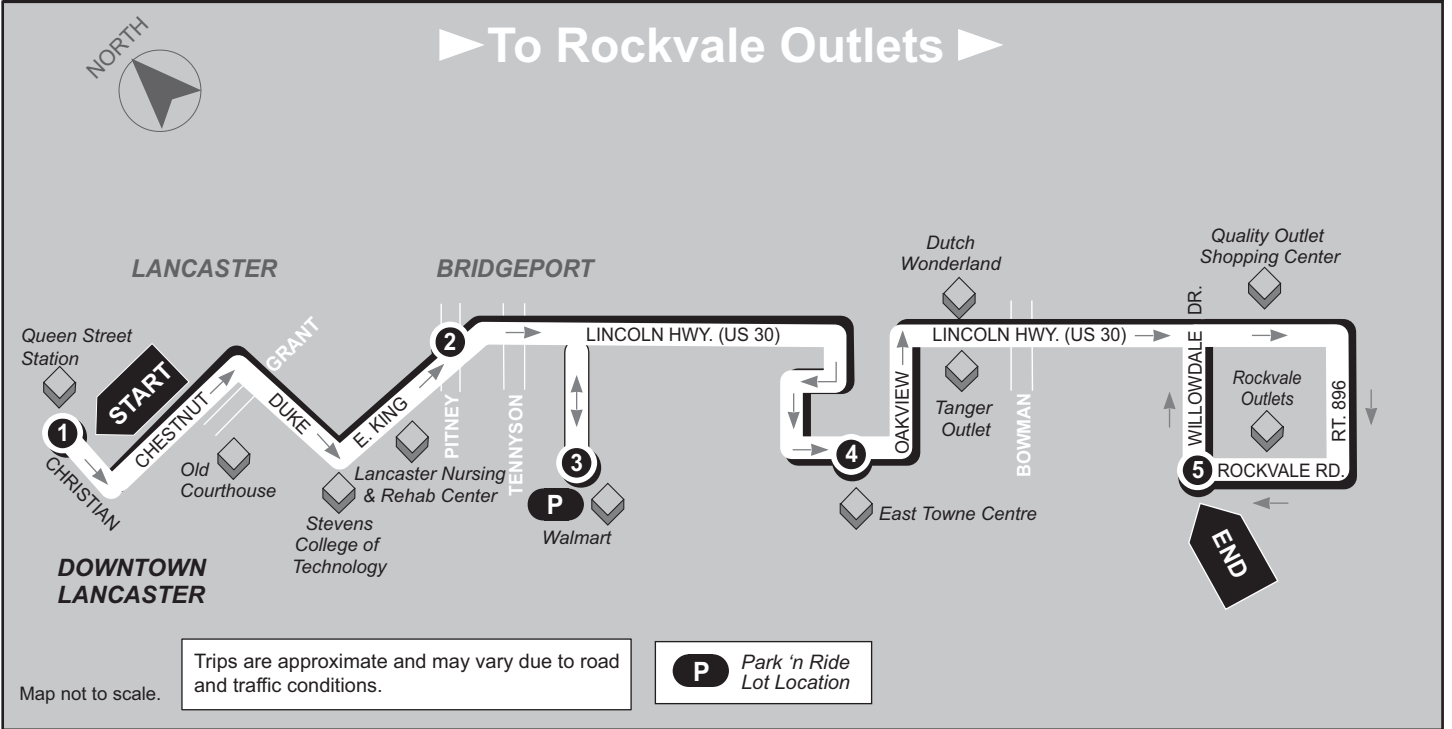 NORTH
To Rockvale Outlets
LANCASTER
BRIDGEPORT
Dutch
Wonderland
Quality Outlet
Shopping Center
Queen Street
Station
START
1
CHRISTIAN
CHESTNUT
GRANT
Old
Courthouse
DUKE
Stevens
College of
Technology
E. KING
Lancaster Nursing
& Rehab Center
2
PITNEY
TENNYSON
LINCOLN HWY. (US 30)
3
P
Walmart
4
East Towne Centre
OAKVIEW
LINCOLN HWY. (US 30)
Tanger
Outlet
BOWMAN
WILLOWDALE DR.
Rockvale
Outlets
RT. 896
5
ROCKVALE RD.
END
DOWNTOWN
LANCASTER
Map not to scale.
Trips are approximate and may vary due to road
and traffic conditions.
P
Park ‘n Ride
Lot Location